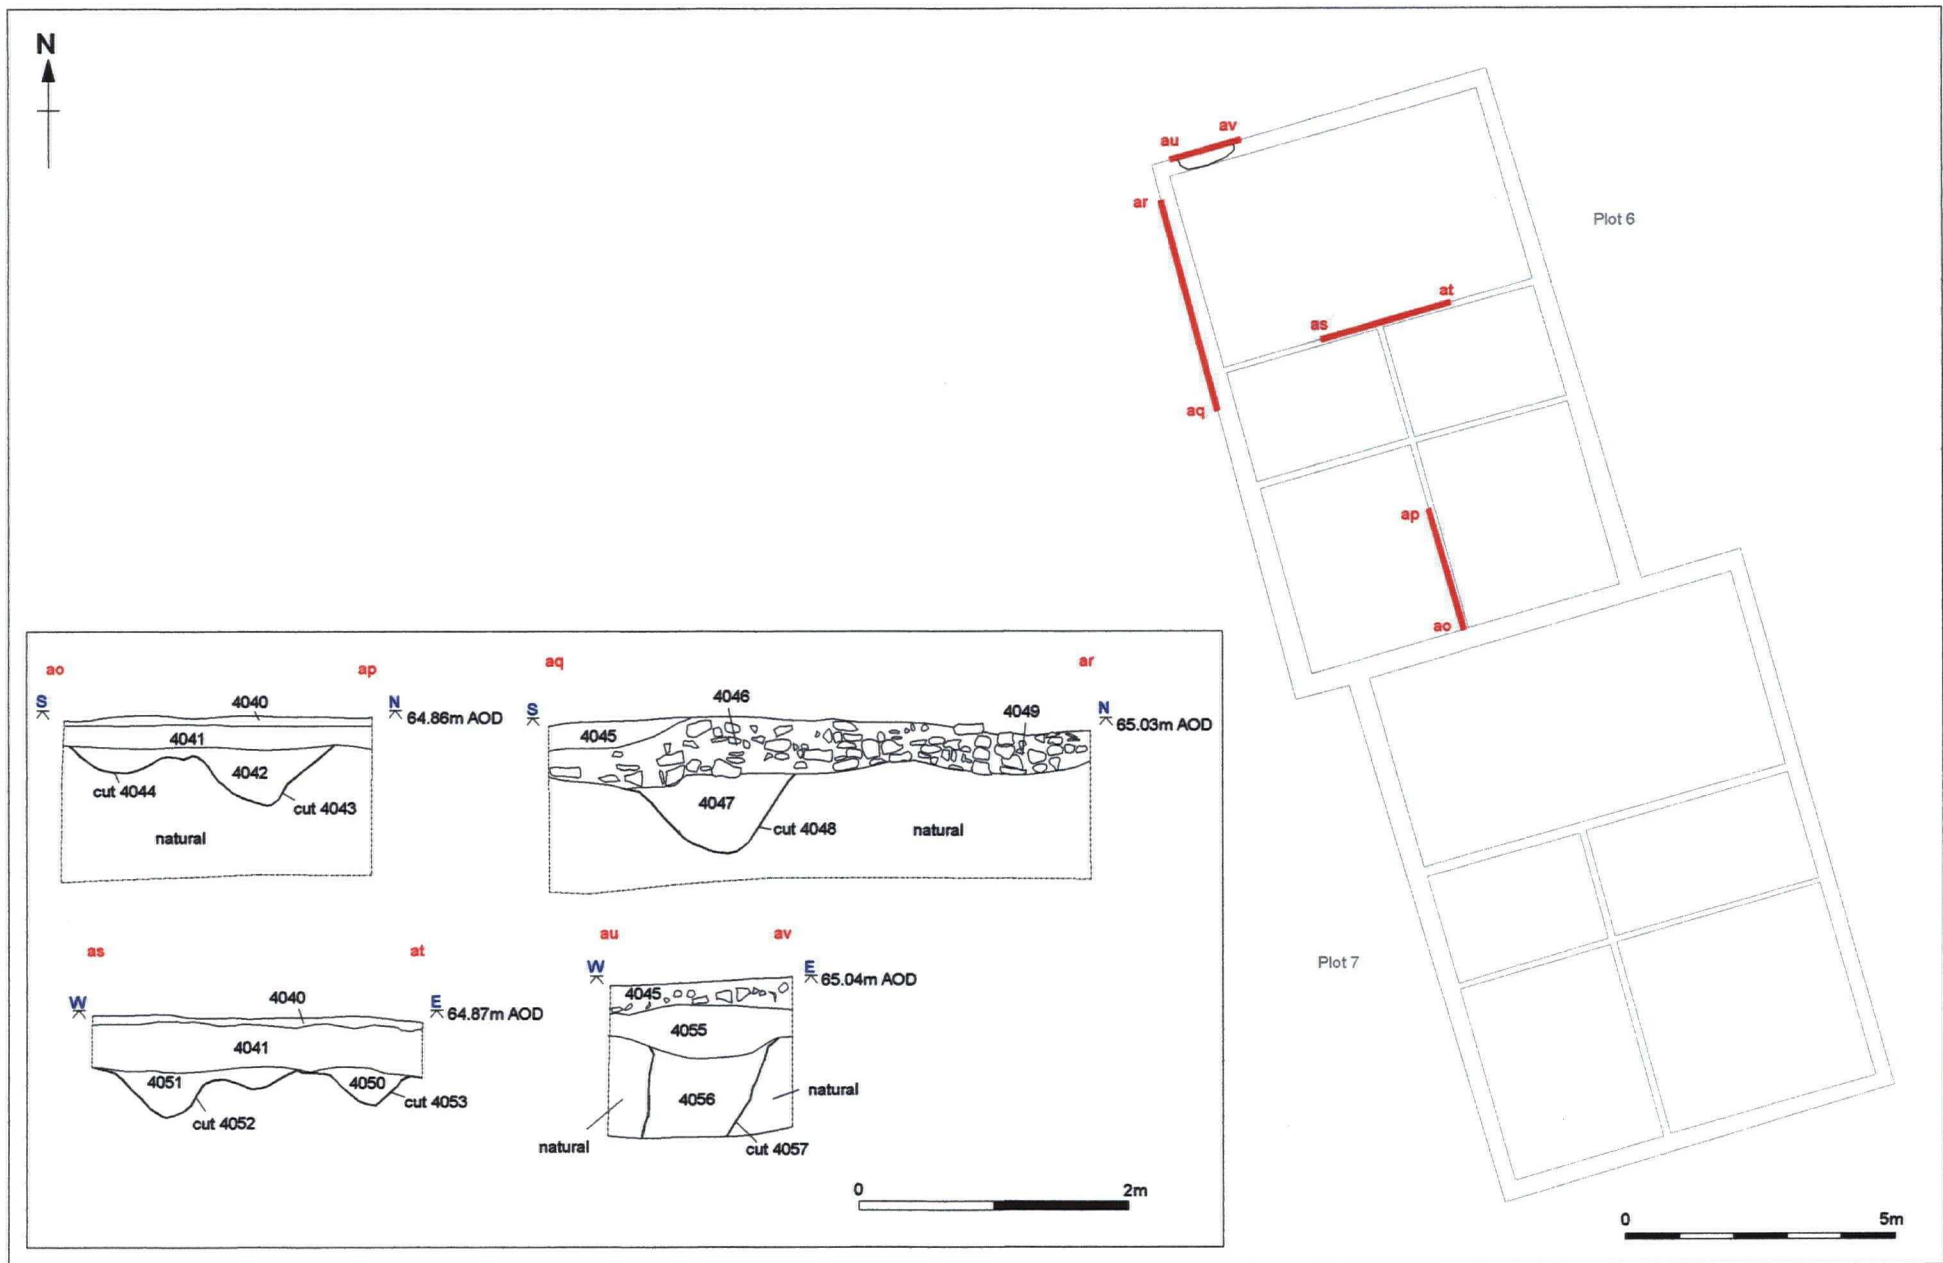 N
au
av
ar
Plot 6
at
as
aq
ap
ao
Plot 7
ao
ap
S
4040
N
64.86m AOD
4041
4042
cut 4044
cut 4043
natural
aq
ar
S
4046
4049
N
65.03m AOD
4045
4047
cut 4048
natural
as
at
W
4040
E
64.87m AOD
4041
4051
4050
cut 4053
cut 4052
au
av
W
E
65.04m AOD
4045
4055
4056
natural
natural
cut 4057
0
2m
0
5m